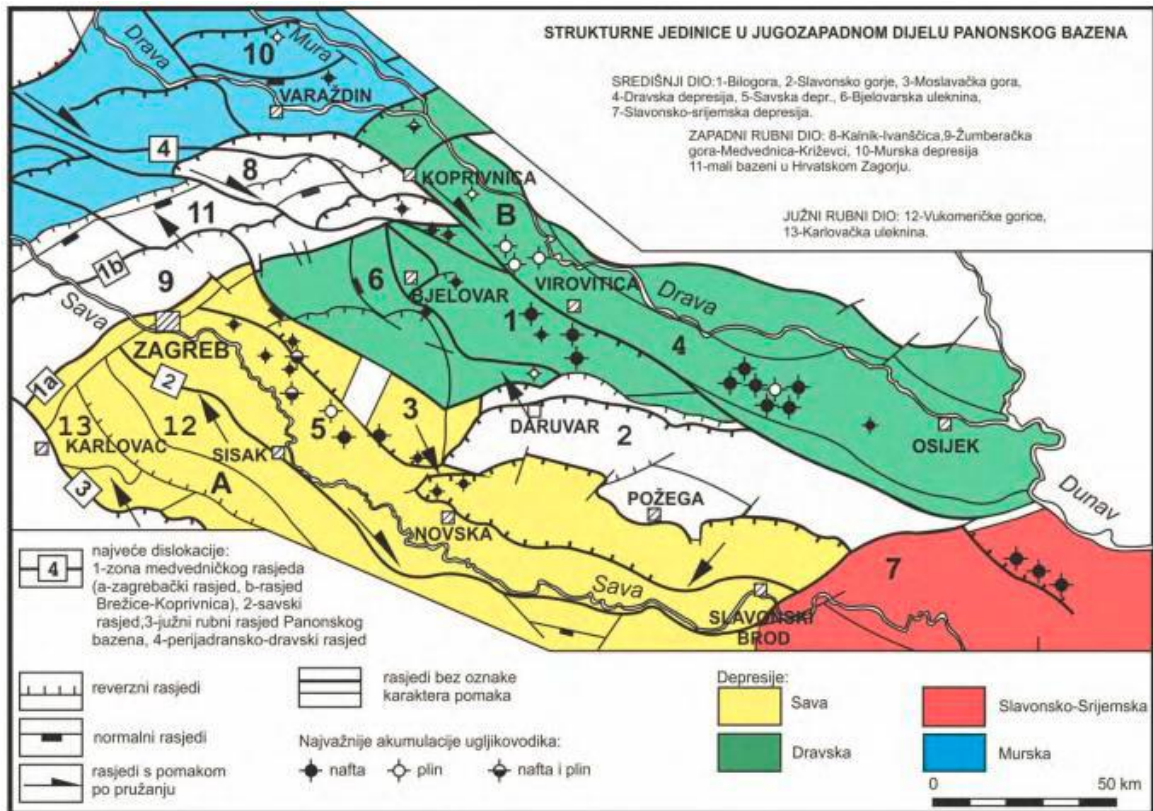 STRUKTURNE JEDINICE U JUGOZAPADNOM DIJELU PANONSKOG BAZENA
SREDIŠNJI DIO:1-Bilogora, 2-Slavonsko gorje, 3-Moslavačka gora,
4-Dravska depresija, 5-Savska depr., 6-Bjelovarska uleknina,
7-Slavonsko-srijemska depresija.
ZAPADNI RUBNI DIO: 8-Kalnik-Ivanščica,9-Žumberačka
gora-Medvednica-Križevci, 10-Murska depresija
11-mali bazeni u Hrvatskom Zagorju.
JUŽNI RUBNI DIO: 12-Vukomeričke gorice,
13-Karlovačka uleknina.
Drava
Mura
10
VARAŽDIN
4
8
KOPRIVNICA
11
B
1b
9
6
BJELOVAR
VIROVITICA
Drava
Sava
1
ZAGREB
4
1a
2
3
13
12
5
DARUVAR
2
OSIJEK
KARLOVAC
SISAK
3
A
POŽEGA
Dunav
NOVSKA
7
Sava
SLAVONSKI
BROD
4
najveće dislokacije:
1-zona medvedničkog rasjeda
(a-zagrebački rasjed, b-rasjed
Brežice-Koprivnica), 2-savski
rasjed,3-južni rubni rasjed Panonskog
bazena, 4-perijadransko-dravski rasjed
reverzni rasjedi
normalni rasjedi
rasjedi s pomakom
po pružanju
rasjedi bez oznake
karaktera pomaka
Najvažnije akumulacije ugljikovodika:
nafta
plin
nafta i plin
Depresije:
Sava
Slavonsko-Srijemska
Dravska
Murska
0
50 km